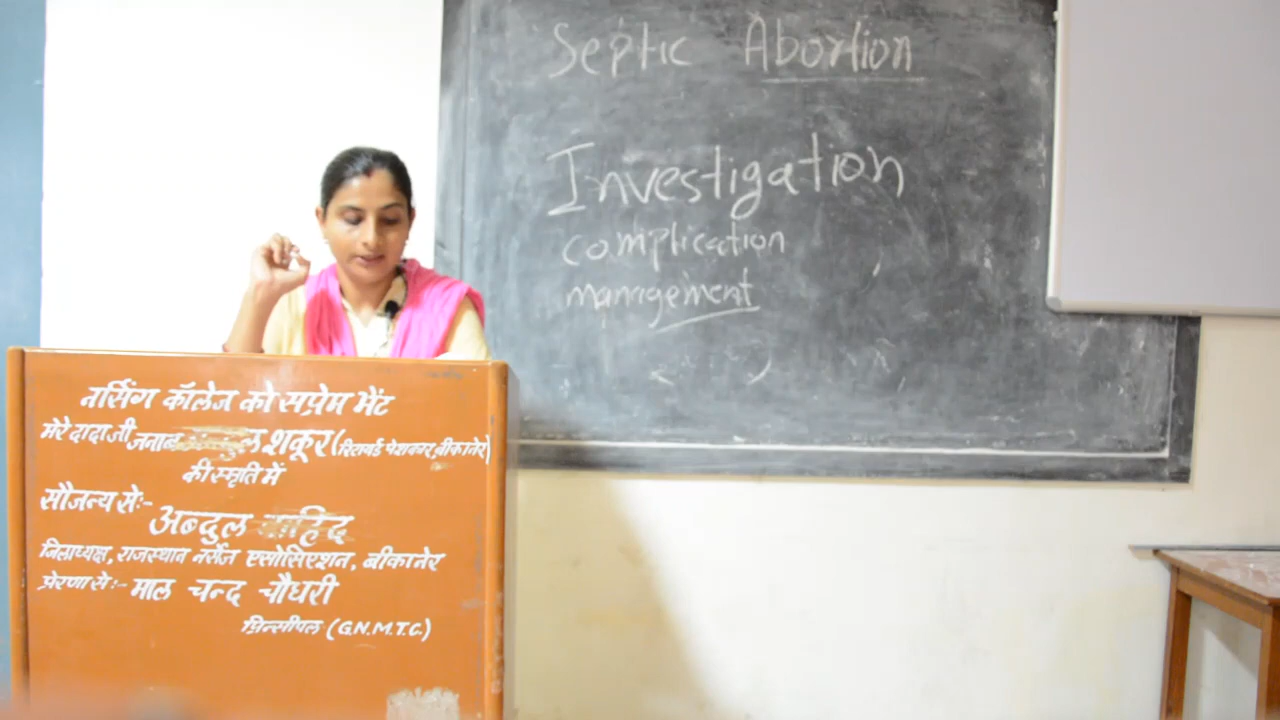 Septic Abortion
Investigation
complication
management
नर्सिंग कॉलेज को सप्रेम भेंट
मेरे दादाजी जनाब शकूर (रिटायर्ड पेशकार, बीकानेर)
की स्मृति में
सौजन्य से:- अब्दुल
जिलाध्यक्ष, राजस्थान नर्सेज एसोसिएशन, बीकानेर
प्रेरणा से:- माल चन्द चौधरी
प्रिन्सीपल (G.N.M.T.C.)